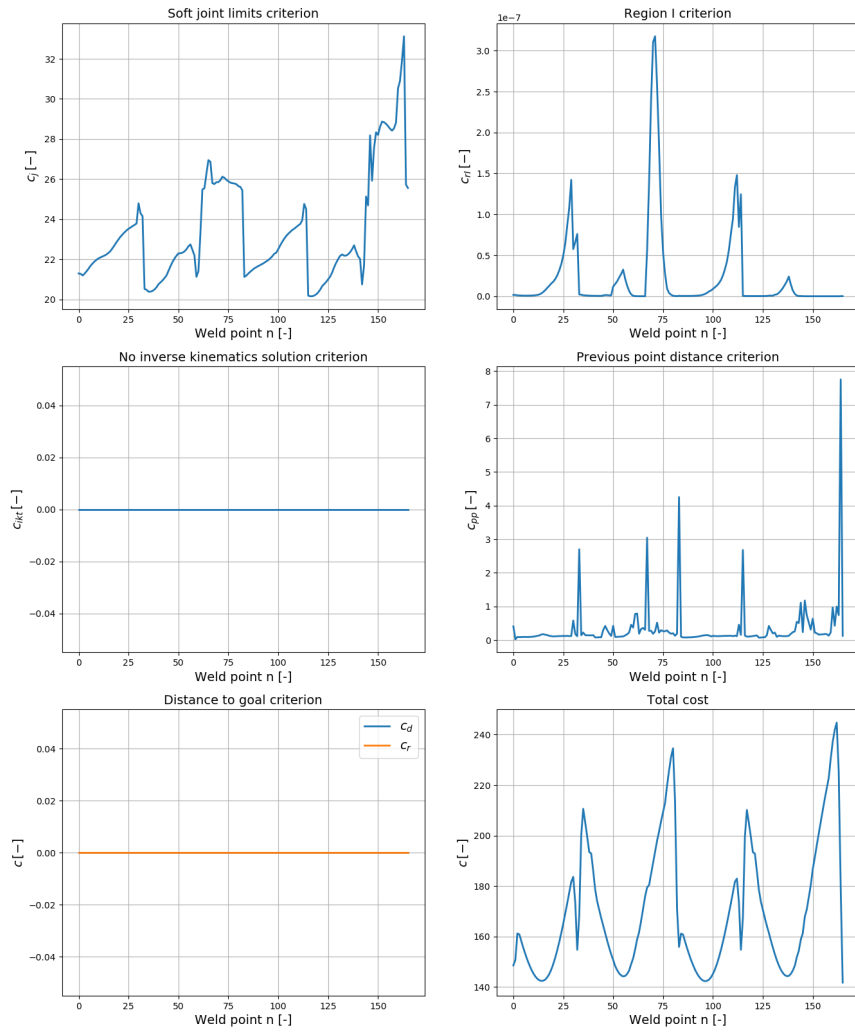 Soft joint limits criterion
32
30
28
26
24
22
20
c_j [−]
0 25 50 75 100 125 150
Weld point n [-]
Region I criterion
1e−7
3.0
2.5
2.0
1.5
1.0
0.5
0.0
c_rI [−]
0 25 50 75 100 125 150
Weld point n [-]
No inverse kinematics solution criterion
0.04
0.02
0.00
−0.02
−0.04
c_ikt [−]
0 25 50 75 100 125 150
Weld point n [-]
Previous point distance criterion
8
7
6
5
4
3
2
1
0
c_pp [−]
0 25 50 75 100 125 150
Weld point n [-]
Distance to goal criterion
c_d
c_r
0.04
0.02
0.00
−0.02
−0.04
c [−]
0 25 50 75 100 125 150
Weld point n [-]
Total cost
240
220
200
180
160
140
c [−]
0 25 50 75 100 125 150
Weld point n [-]